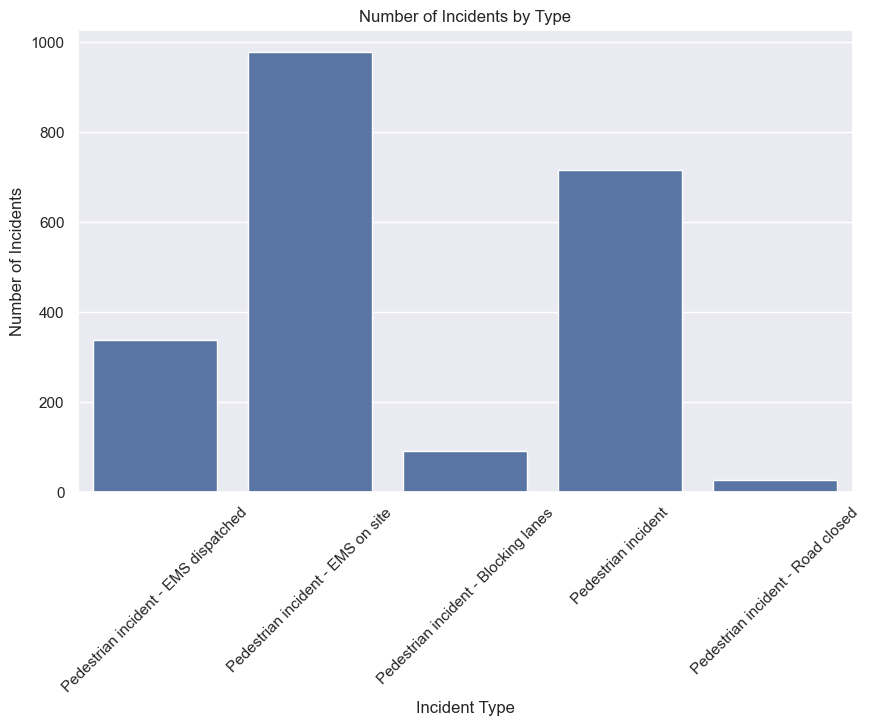 Number of Incidents by Type
Number of Incidents
1000
800
600
400
200
0
Pedestrian incident - EMS dispatched
Pedestrian incident - EMS on site
Pedestrian incident - Blocking lanes
Pedestrian incident
Pedestrian incident - Road closed
Incident Type